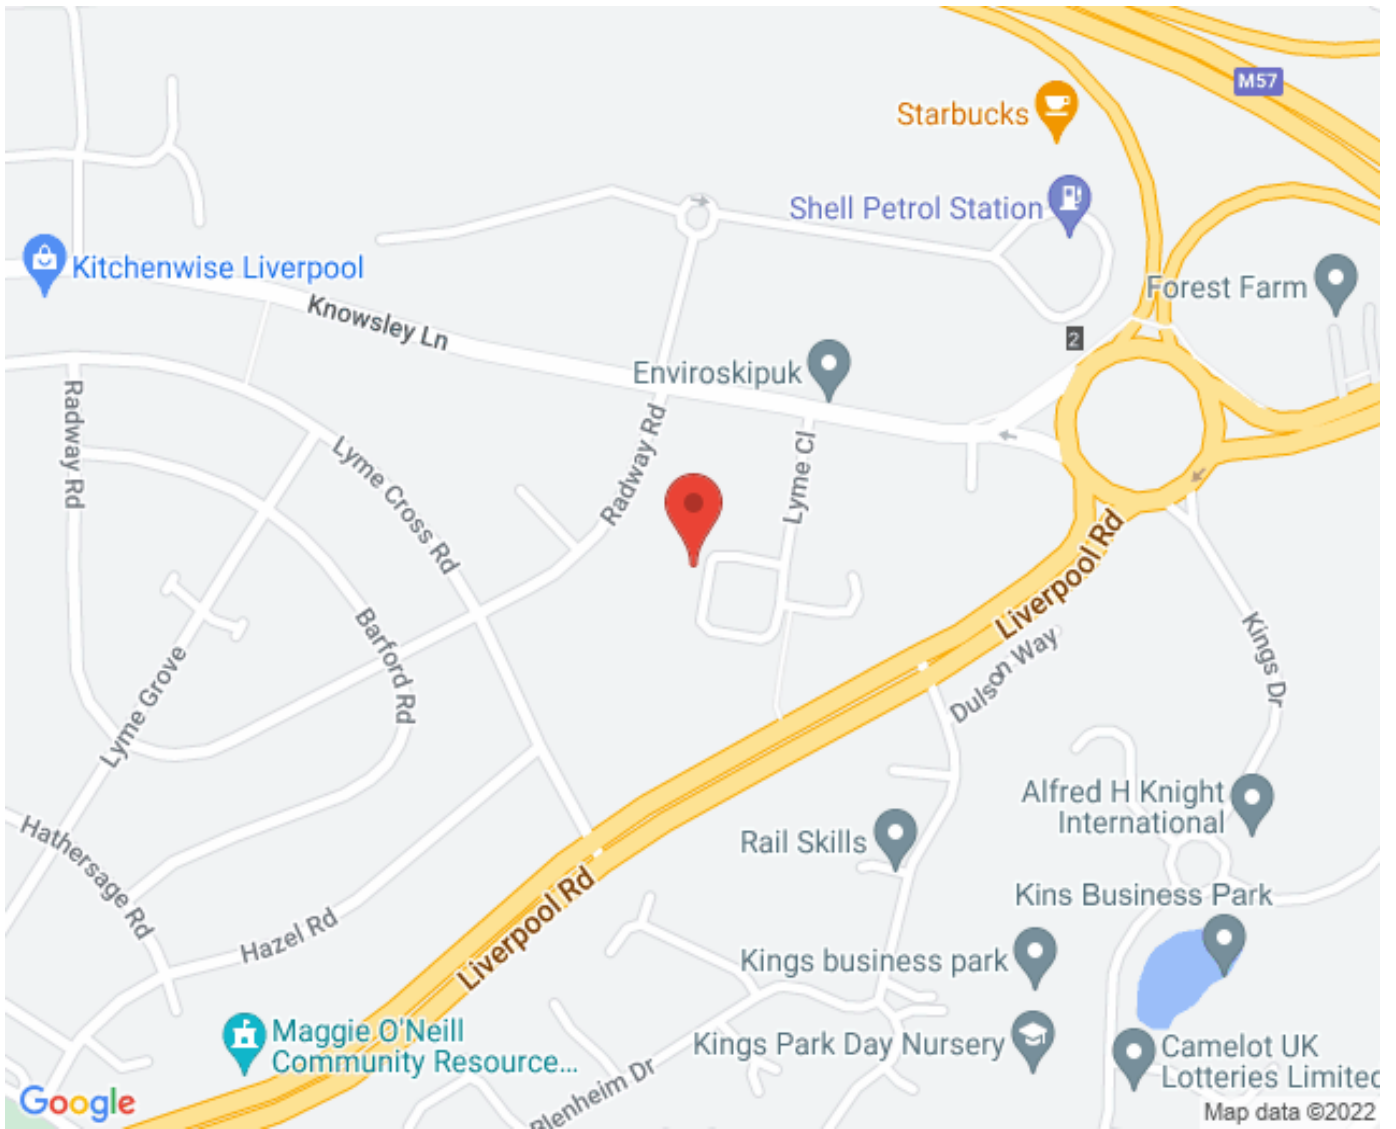 M57
Starbucks
Shell Petrol Station
Kitchenwise Liverpool
Forest Farm
Knowsley Ln
2
Enviroskipuk
Radway Rd
Radway Rd
Lyme Cross Rd
Lyme Cl
Liverpool Rd
Barford Rd
Lyme Grove
Dulson Way
Kings Dr
Alfred H Knight
International
Hathersage Rd
Rail Skills
Hazel Rd
Liverpool Rd
Kins Business Park
Kings business park
Maggie O'Neill
Community Resource...
Kings Park Day Nursery
Camelot UK
Lotteries Limited
Blenheim Dr
Google
Map data ©2022